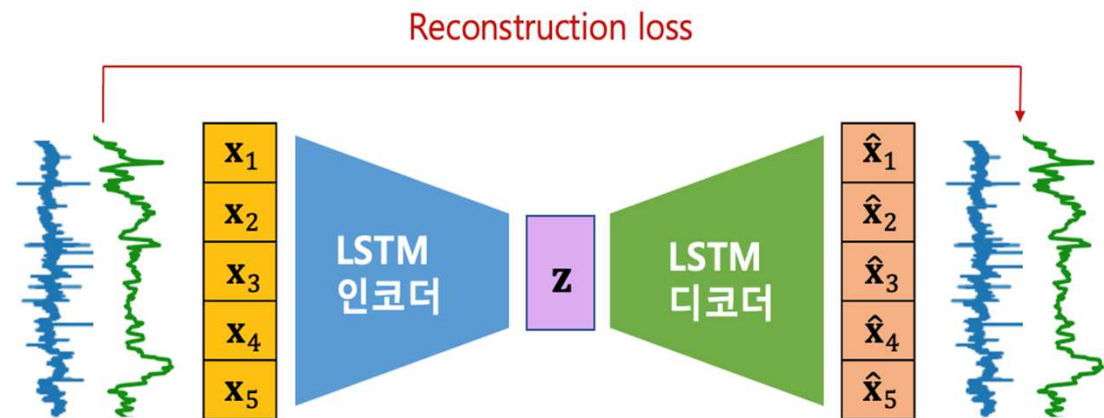 Reconstruction loss
x₁
x₂
x₃
x₄
x₅
LSTM
인코더
z
LSTM
디코더
x̂₁
x̂₂
x̂₃
x̂₄
x̂₅